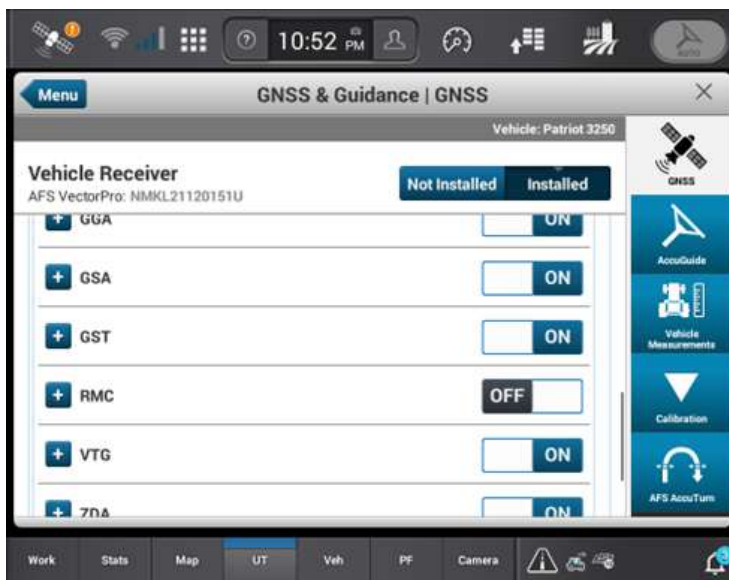 10:52 PM
AUTO
Menu
GNSS & Guidance | GNSS
Vehicle: Patriot 3250
Vehicle Receiver
AFS VectorPro: NMKL21120151U
Not Installed
Installed
GNSS
GGA
ON
AccuGuide
GSA
ON
Vehicle
Measurements
GST
ON
RMC
OFF
Calibration
VTG
ON
AFS AccuTurn
ZDA
ON
Work
Stats
Map
UT
Veh
PF
Camera